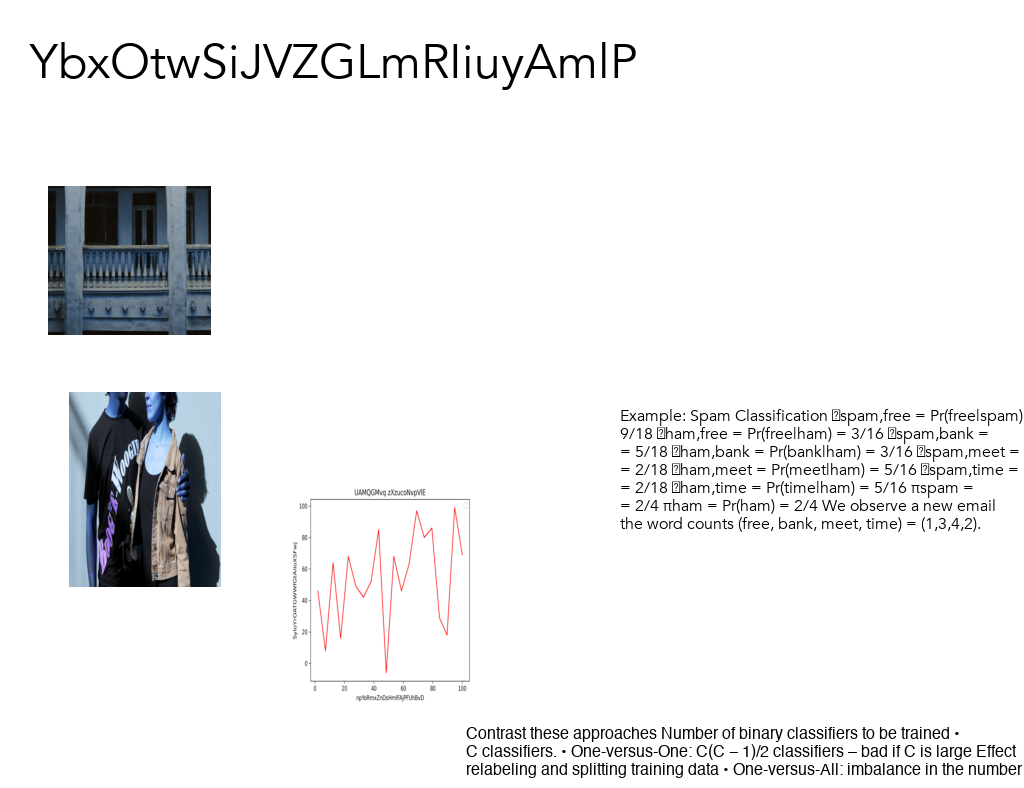 YbxOtwSiJVZGLmRIiuyAmlP
Example: Spam Classification �spam,free = Pr(free|spam)
9/18 �ham,free = Pr(free|ham) = 3/16 �spam,bank =
= 5/18 �ham,bank = Pr(bank|ham) = 3/16 �spam,meet =
= 2/18 �ham,meet = Pr(meet|ham) = 5/16 �spam,time =
= 2/18 �ham,time = Pr(time|ham) = 5/16 πspam =
= 2/4 πham = Pr(ham) = 2/4 We observe a new email
the word counts (free, bank, meet, time) = (1,3,4,2).
UAMQGMvq zXzucoNvpVlE
100
80
60
40
20
0
0 20 40 60 80 100
Contrast these approaches Number of binary classifiers to be trained •
C classifiers. • One-versus-One: C(C – 1)/2 classifiers – bad if C is large Effect
relabeling and splitting training data • One-versus-All: imbalance in the number